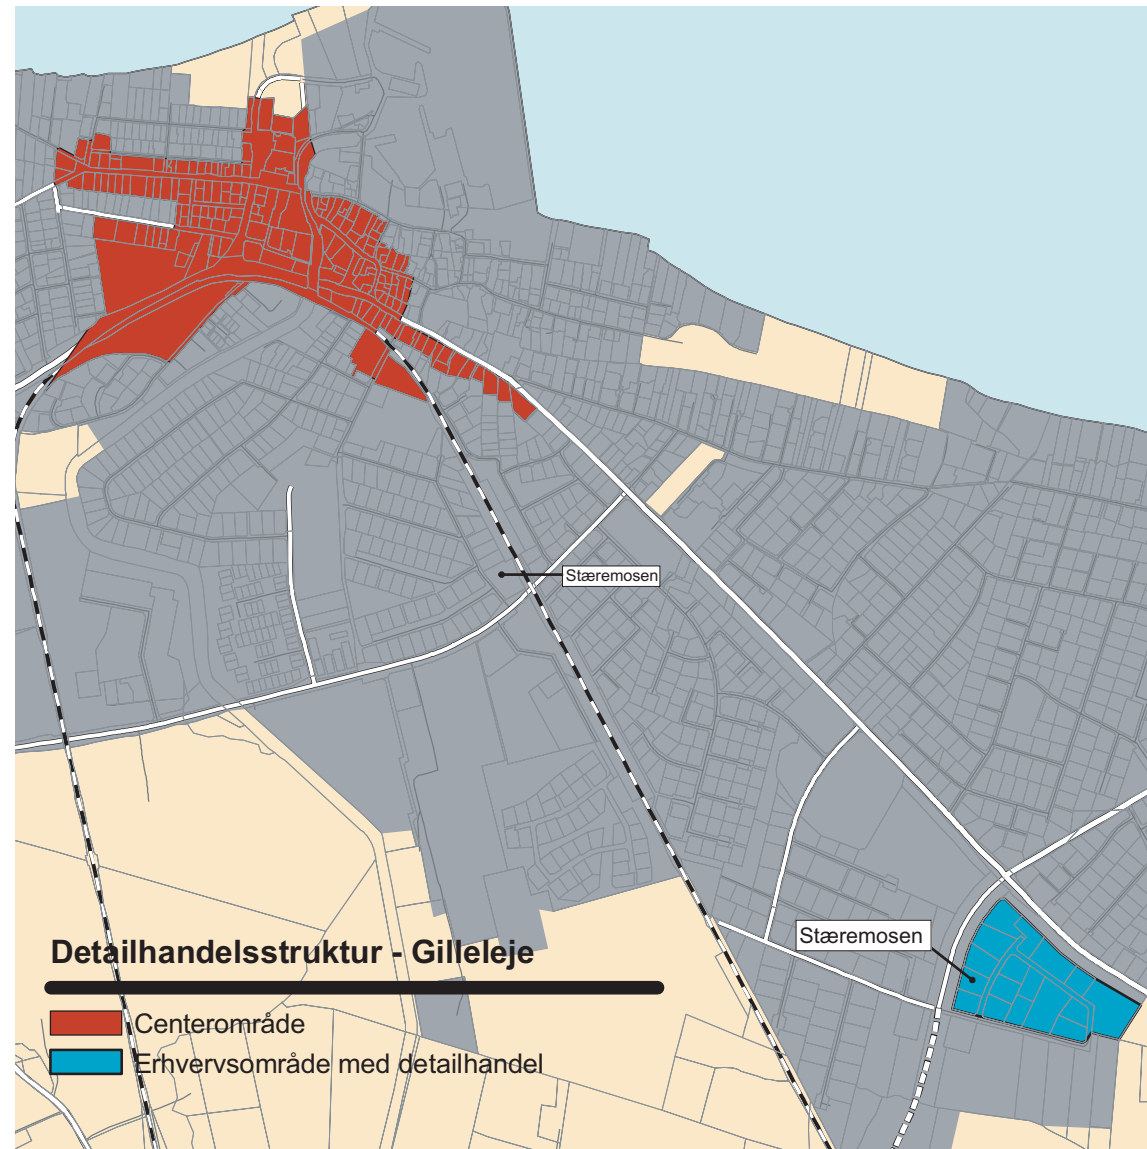 Stæremosen
Stæremosen
Detailhandelsstruktur - Gilleleje
Centerområde
Erhvervsområde med detailhandel